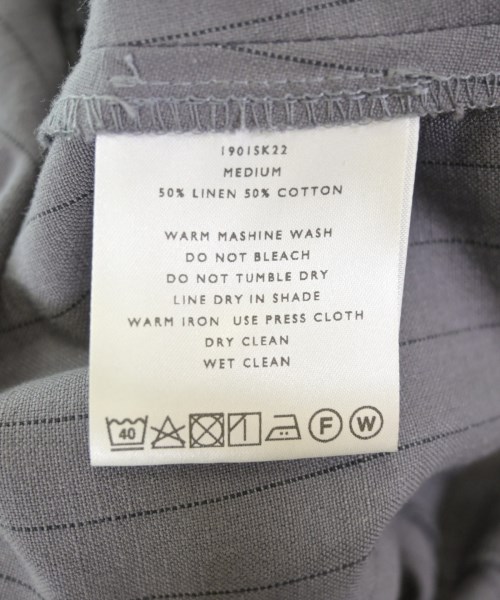 1901SK22
MEDIUM
50% LINEN 50% COTTON
WARM MASHINE WASH
DO NOT BLEACH
DO NOT TUMBLE DRY
LINE DRY IN SHADE
WARM IRON USE PRESS CLOTH
DRY CLEAN
WET CLEAN
40 F W